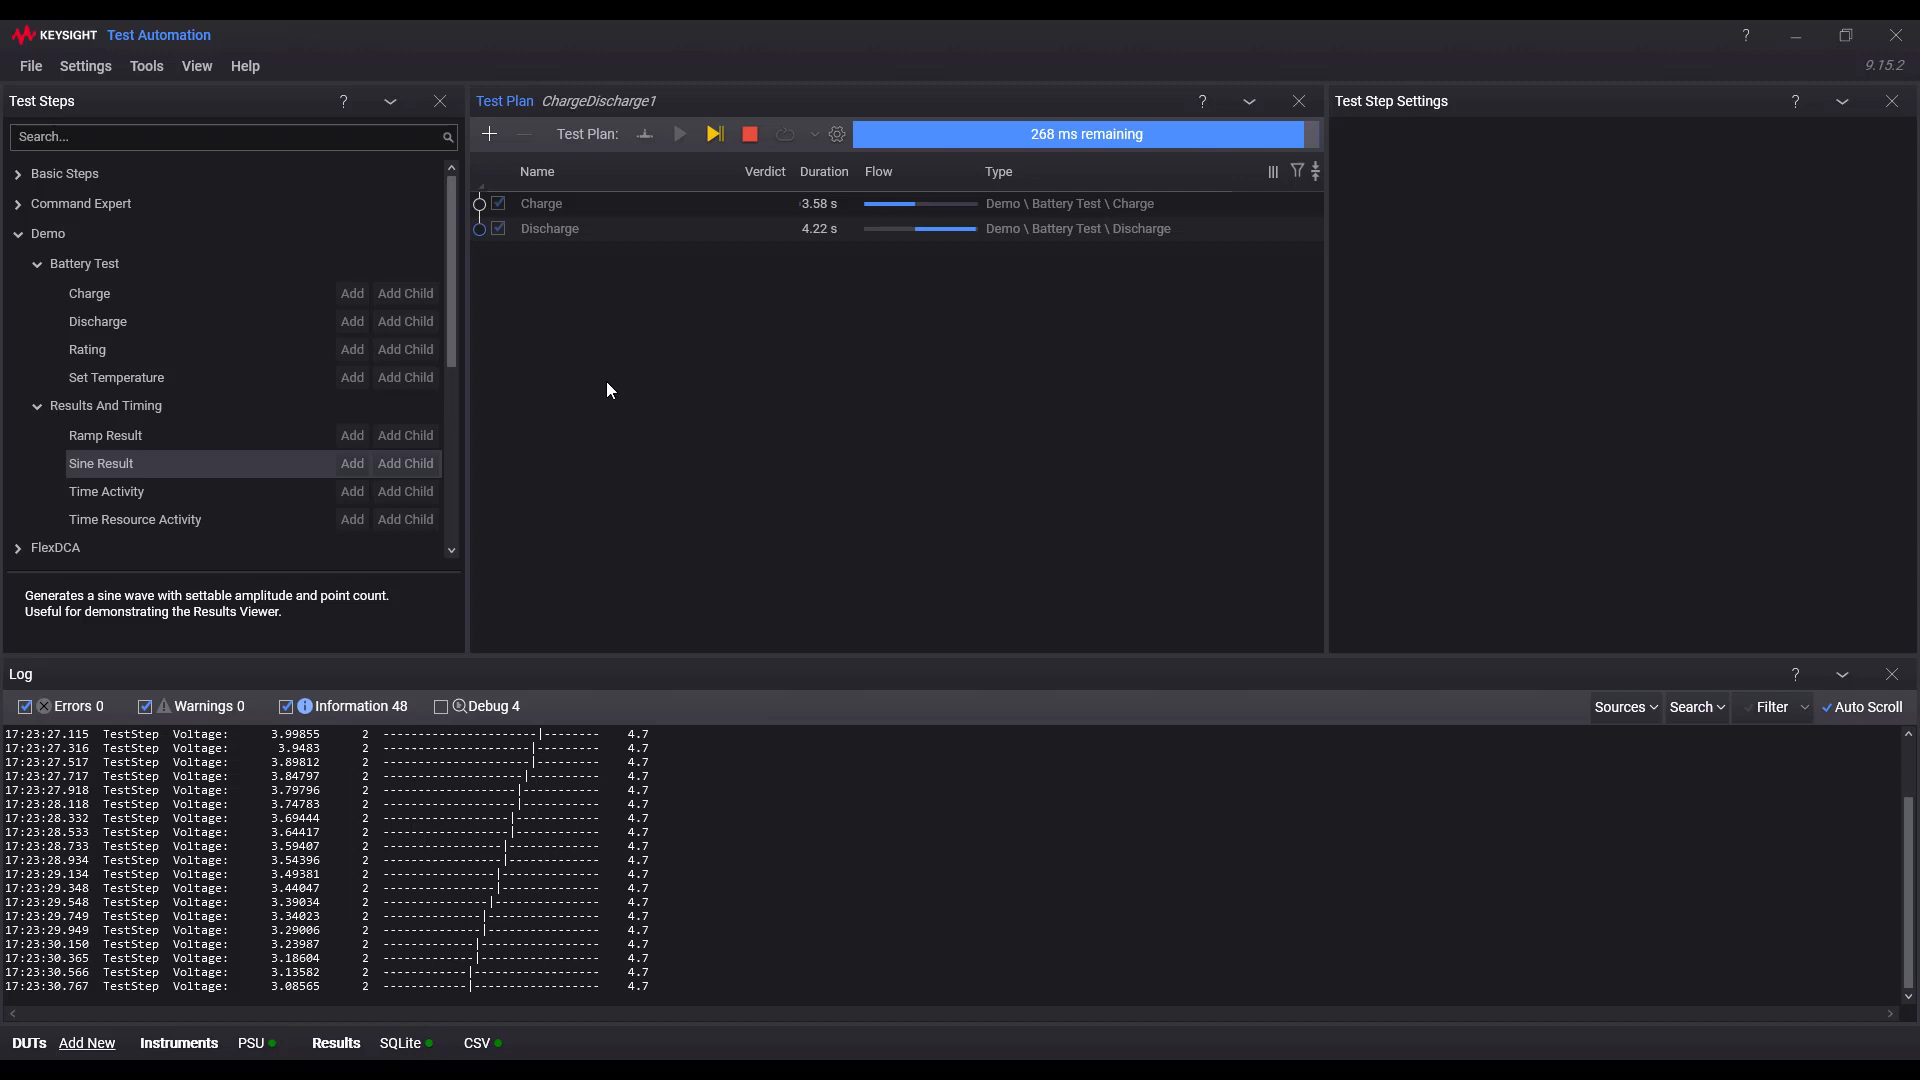 KEYSIGHT Test Automation ?
File Settings Tools View Help 9.15.2
Test Steps ?
Search...
Basic Steps
Command Expert
Demo
Battery Test
Charge Add Add Child
Discharge Add Add Child
Rating Add Add Child
Set Temperature Add Add Child
Results And Timing
Ramp Result Add Add Child
Sine Result Add Add Child
Time Activity Add Add Child
Time Resource Activity Add Add Child
FlexDCA
Generates a sine wave with settable amplitude and point count.
Useful for demonstrating the Results Viewer.
Test Plan ChargeDischarge1 ?
Test Plan: 268 ms remaining
Name Verdict Duration Flow Type
Charge 3.58 s Demo \ Battery Test \ Charge
Discharge 4.22 s Demo \ Battery Test \ Discharge
Test Step Settings ?
Log ?
Errors 0 Warnings 0 Information 48 Debug 4 Sources Search Filter Auto Scroll
17:23:27.115 TestStep Voltage: 3.99855 2 ----------------------|-------- 4.7
17:23:27.316 TestStep Voltage: 3.9483 2 ---------------------|--------- 4.7
17:23:27.517 TestStep Voltage: 3.89812 2 ---------------------|--------- 4.7
17:23:27.717 TestStep Voltage: 3.84797 2 --------------------|---------- 4.7
17:23:27.918 TestStep Voltage: 3.79796 2 -------------------|----------- 4.7
17:23:28.118 TestStep Voltage: 3.74783 2 -------------------|----------- 4.7
17:23:28.332 TestStep Voltage: 3.69444 2 ------------------|------------ 4.7
17:23:28.533 TestStep Voltage: 3.64417 2 ------------------|------------ 4.7
17:23:28.733 TestStep Voltage: 3.59407 2 -----------------|------------- 4.7
17:23:28.934 TestStep Voltage: 3.54396 2 -----------------|------------- 4.7
17:23:29.134 TestStep Voltage: 3.49381 2 ----------------|-------------- 4.7
17:23:29.348 TestStep Voltage: 3.44047 2 ----------------|-------------- 4.7
17:23:29.548 TestStep Voltage: 3.39034 2 ---------------|--------------- 4.7
17:23:29.749 TestStep Voltage: 3.34023 2 --------------|---------------- 4.7
17:23:29.949 TestStep Voltage: 3.29006 2 --------------|---------------- 4.7
17:23:30.150 TestStep Voltage: 3.23987 2 -------------|----------------- 4.7
17:23:30.365 TestStep Voltage: 3.18604 2 -------------|----------------- 4.7
17:23:30.566 TestStep Voltage: 3.13582 2 ------------|------------------ 4.7
17:23:30.767 TestStep Voltage: 3.08565 2 ------------|------------------ 4.7
DUTs Add New Instruments PSU Results SQLite CSV